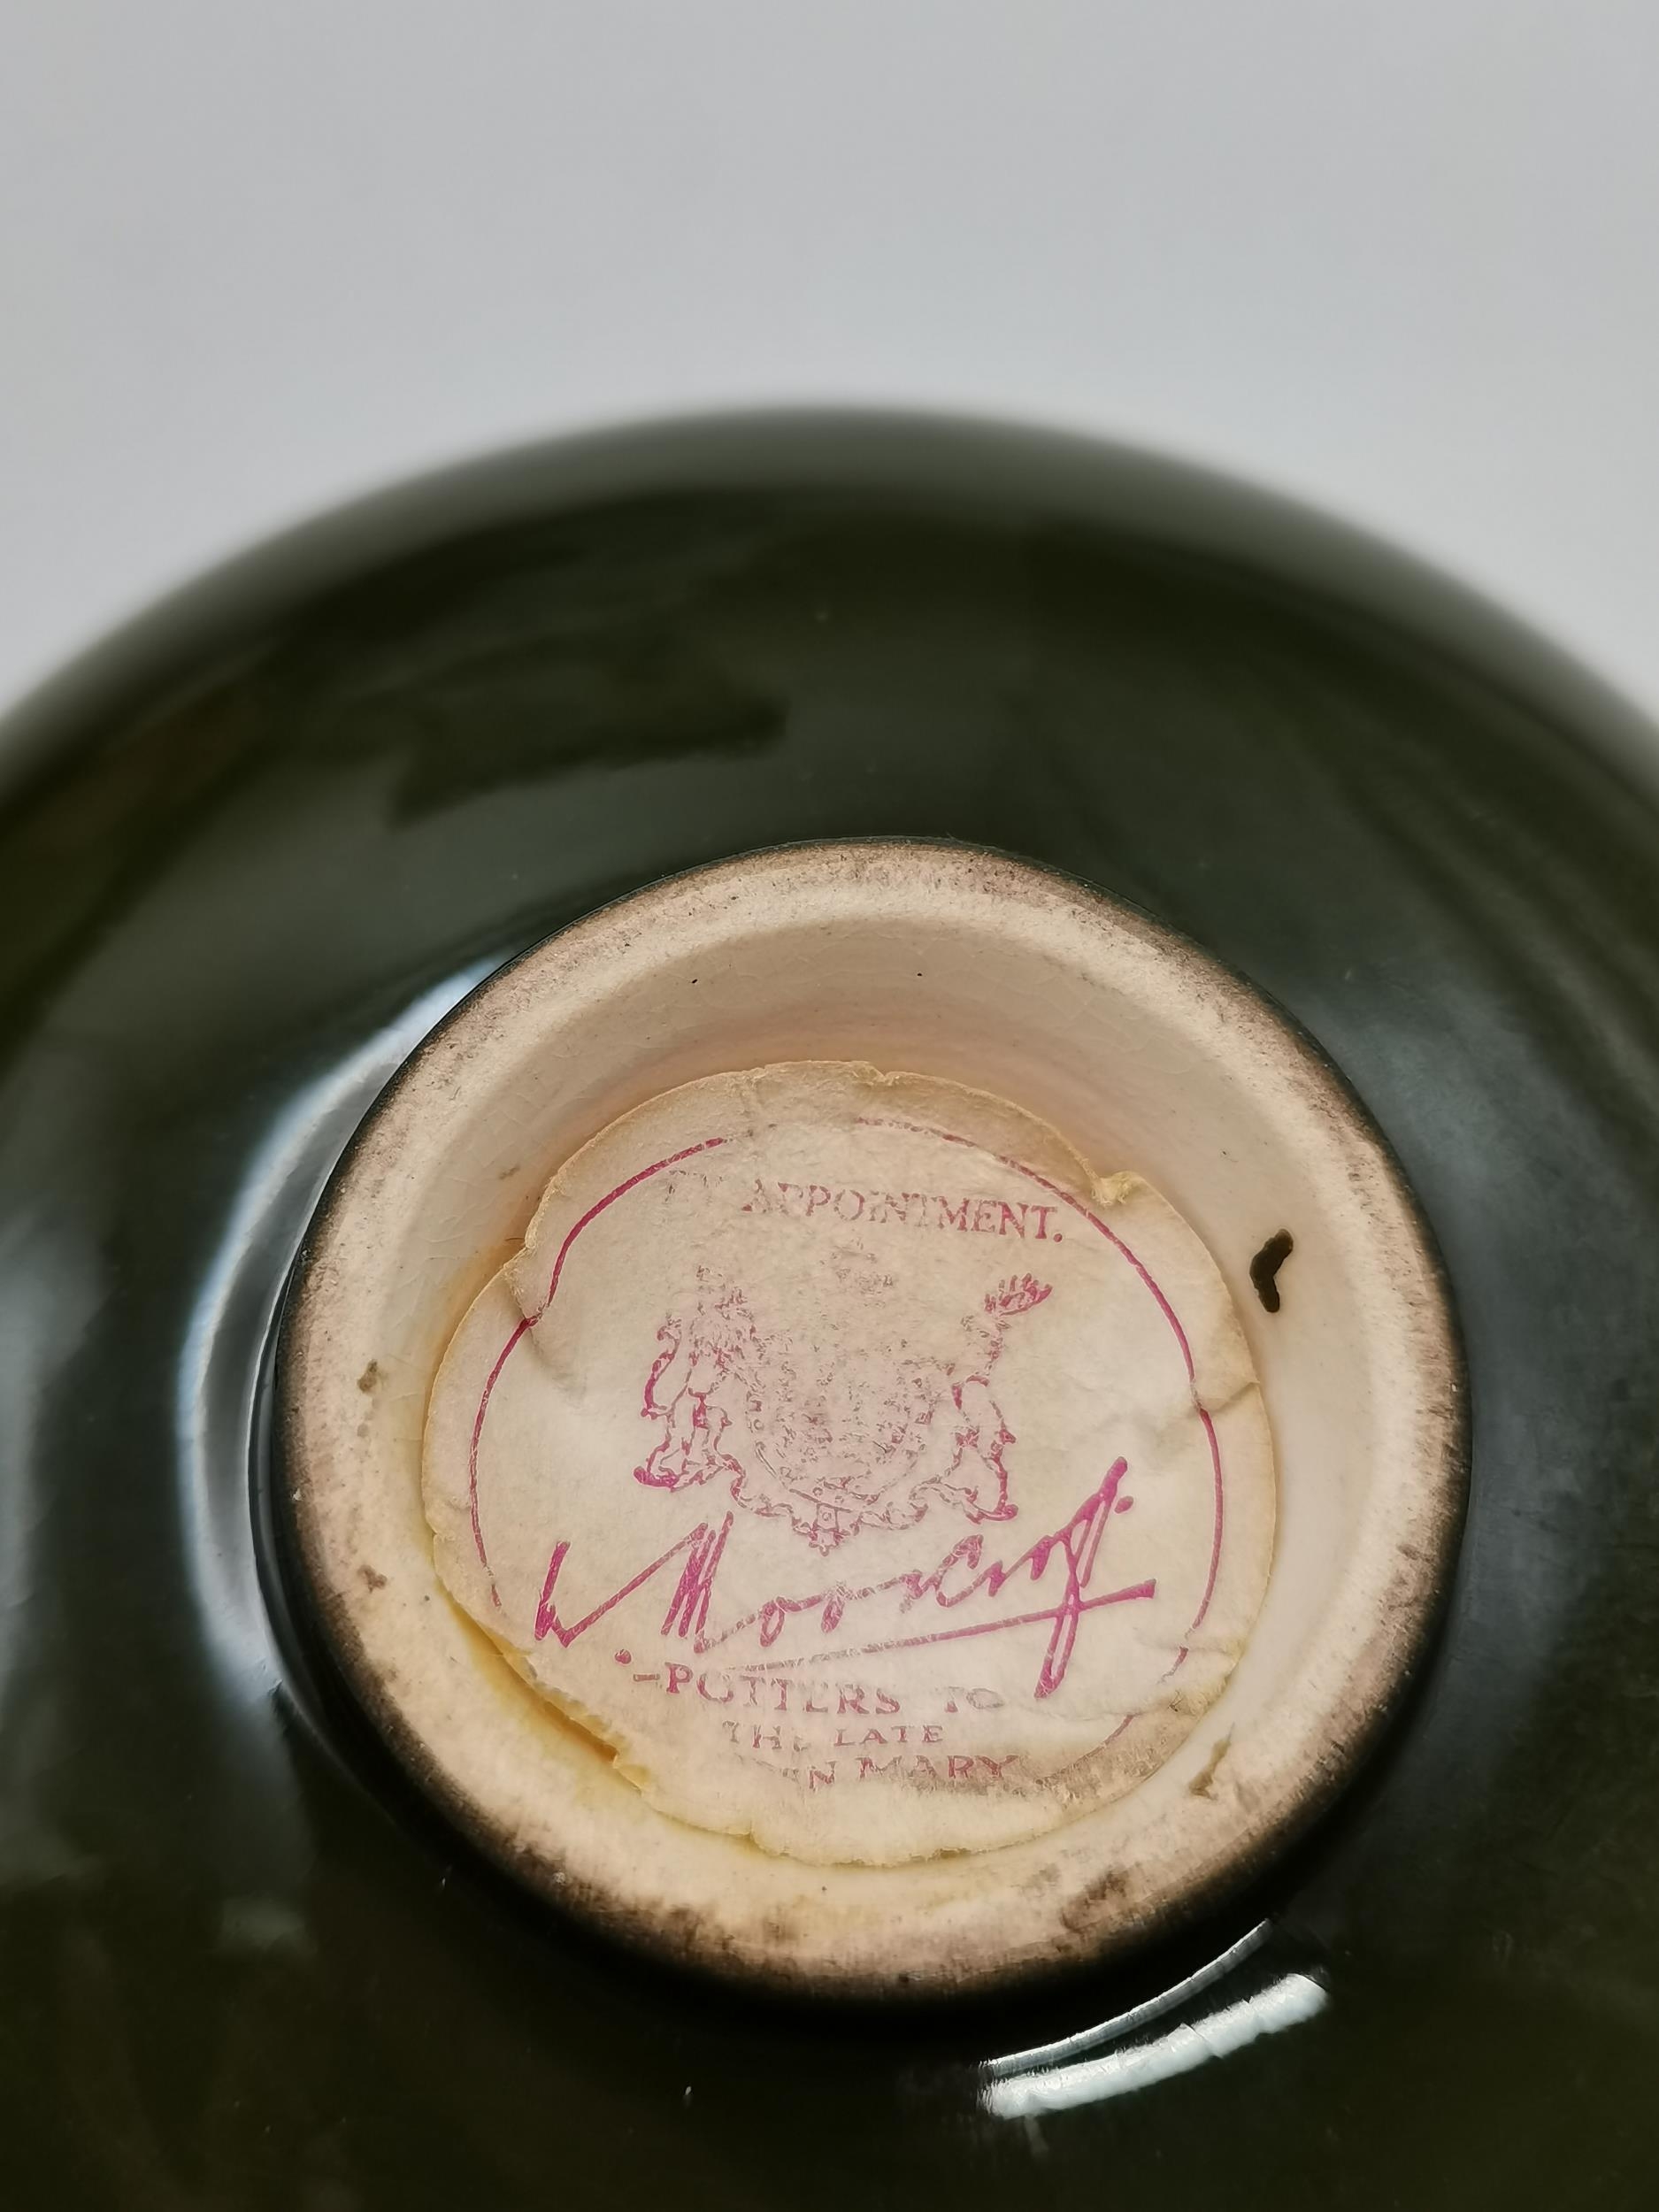 APPOINTMENT.
W. Moorcroft.
–POTTERS TO
THE LATE
MARY